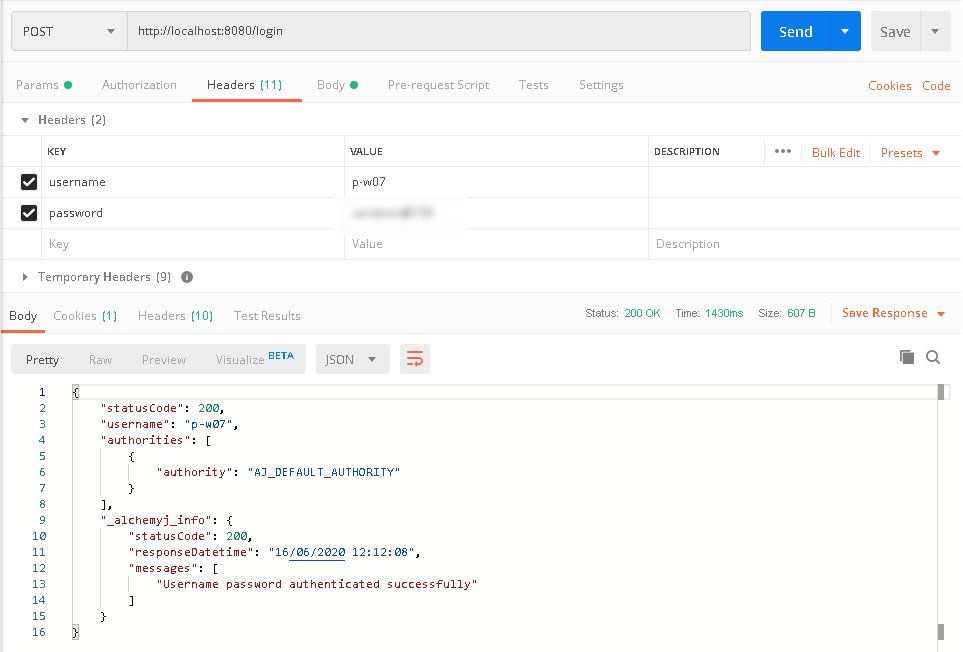 POST http://localhost:8080/login Send Save
Params Authorization Headers (11) Body Pre-request Script Tests Settings Cookies Code
Headers (2)
KEY VALUE DESCRIPTION ••• Bulk Edit Presets
username p-w07
password
Key Value Description
Temporary Headers (9) i
Body Cookies (1) Headers (10) Test Results Status: 200 OK Time: 1430ms Size: 607 B Save Response
Pretty Raw Preview Visualize BETA JSON
1 {
2 "statusCode": 200,
3 "username": "p-w07",
4 "authorities": [
5 {
6 "authority": "AJ_DEFAULT_AUTHORITY"
7 }
8 ],
9 "_alchemyj_info": {
10 "statusCode": 200,
11 "responseDatetime": "16/06/2020 12:12:08",
12 "messages": [
13 "Username password authenticated successfully"
14 ]
15 }
16 }